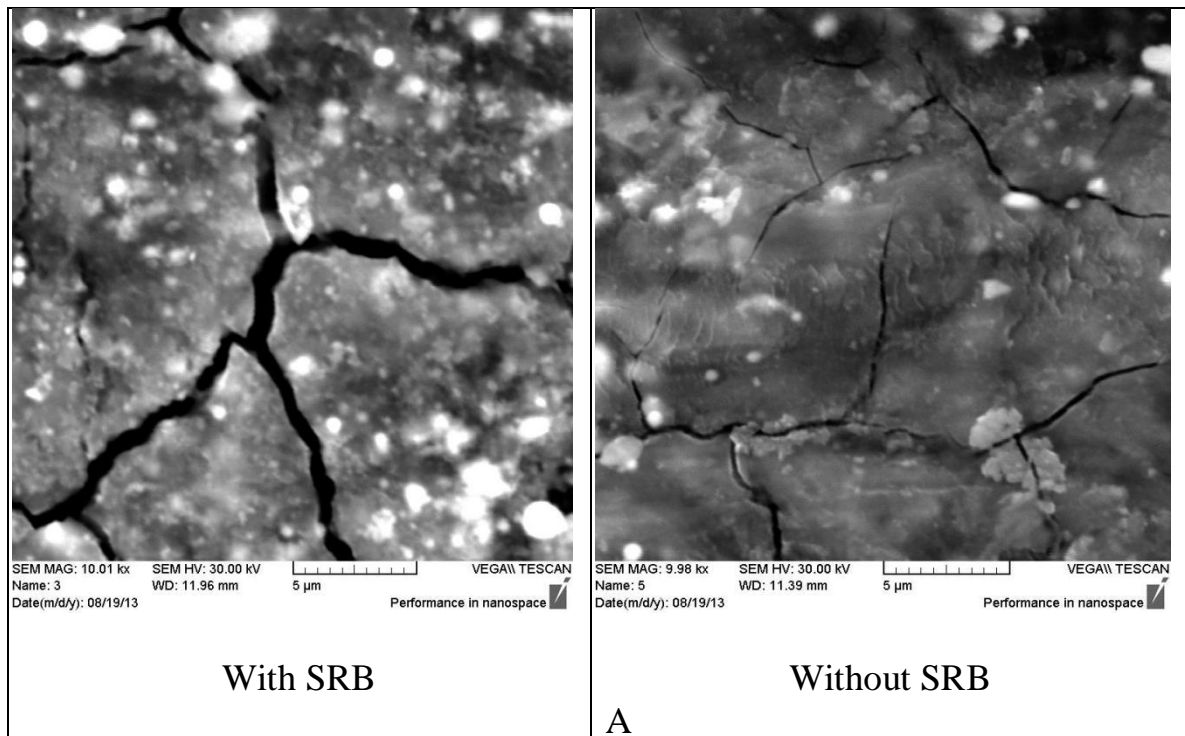 SEM MAG: 10.01 kx SEM HV: 30.00 kV 5 µm VEGA\\ TESCAN
Name: 3 WD: 11.96 mm
Date(m/d/y): 08/19/13 Performance in nanospace
SEM MAG: 9.98 kx SEM HV: 30.00 kV 5 µm VEGA\\ TESCAN
Name: 5 WD: 11.39 mm
Date(m/d/y): 08/19/13 Performance in nanospace
With SRB
Without SRB
A